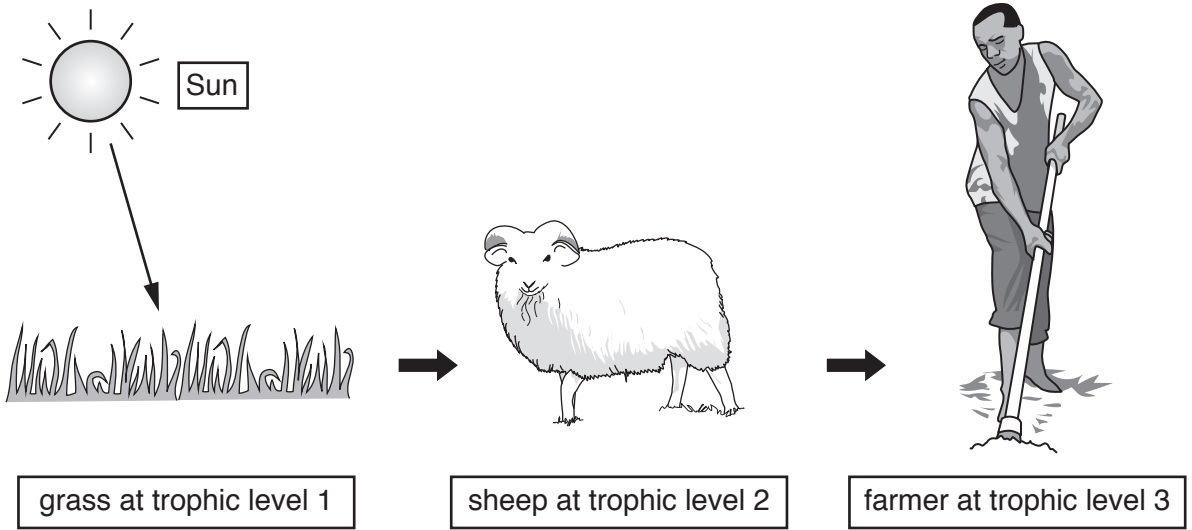 Sun
grass at trophic level 1
sheep at trophic level 2
farmer at trophic level 3